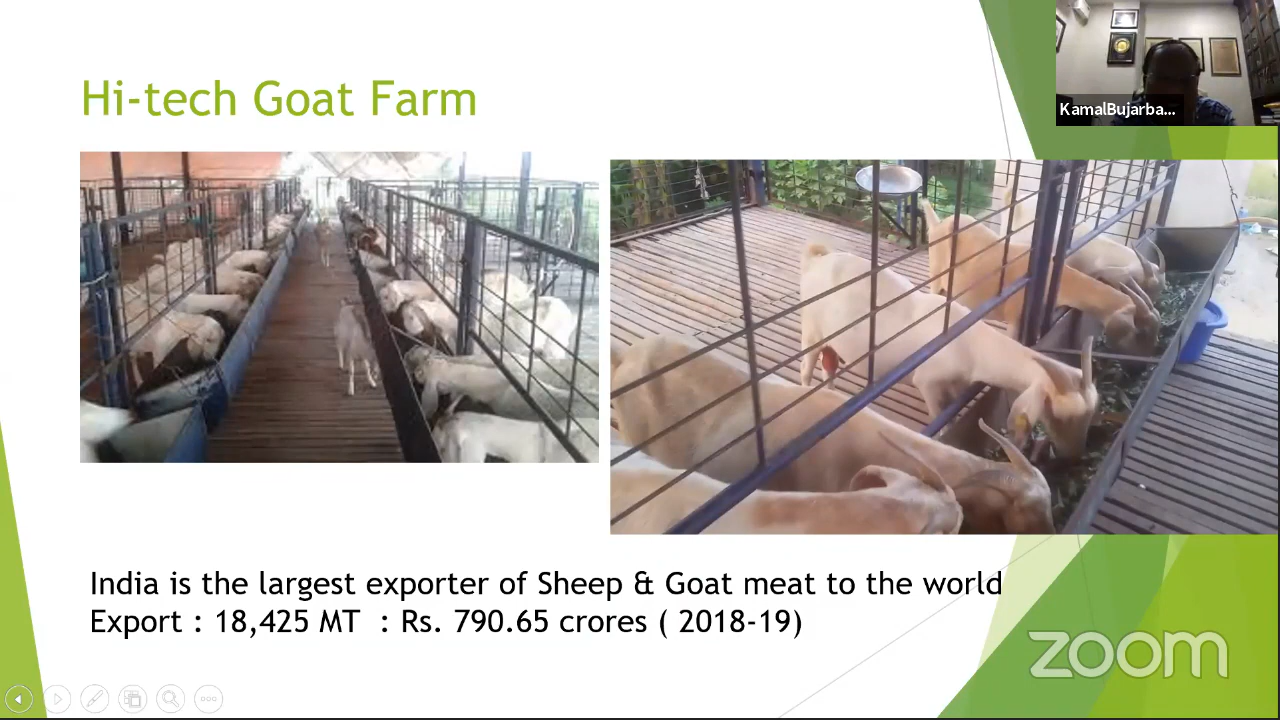 Hi-tech Goat Farm
KamalBujarba...
India is the largest exporter of Sheep & Goat meat to the world
Export : 18,425 MT : Rs. 790.65 crores ( 2018-19)
zoom